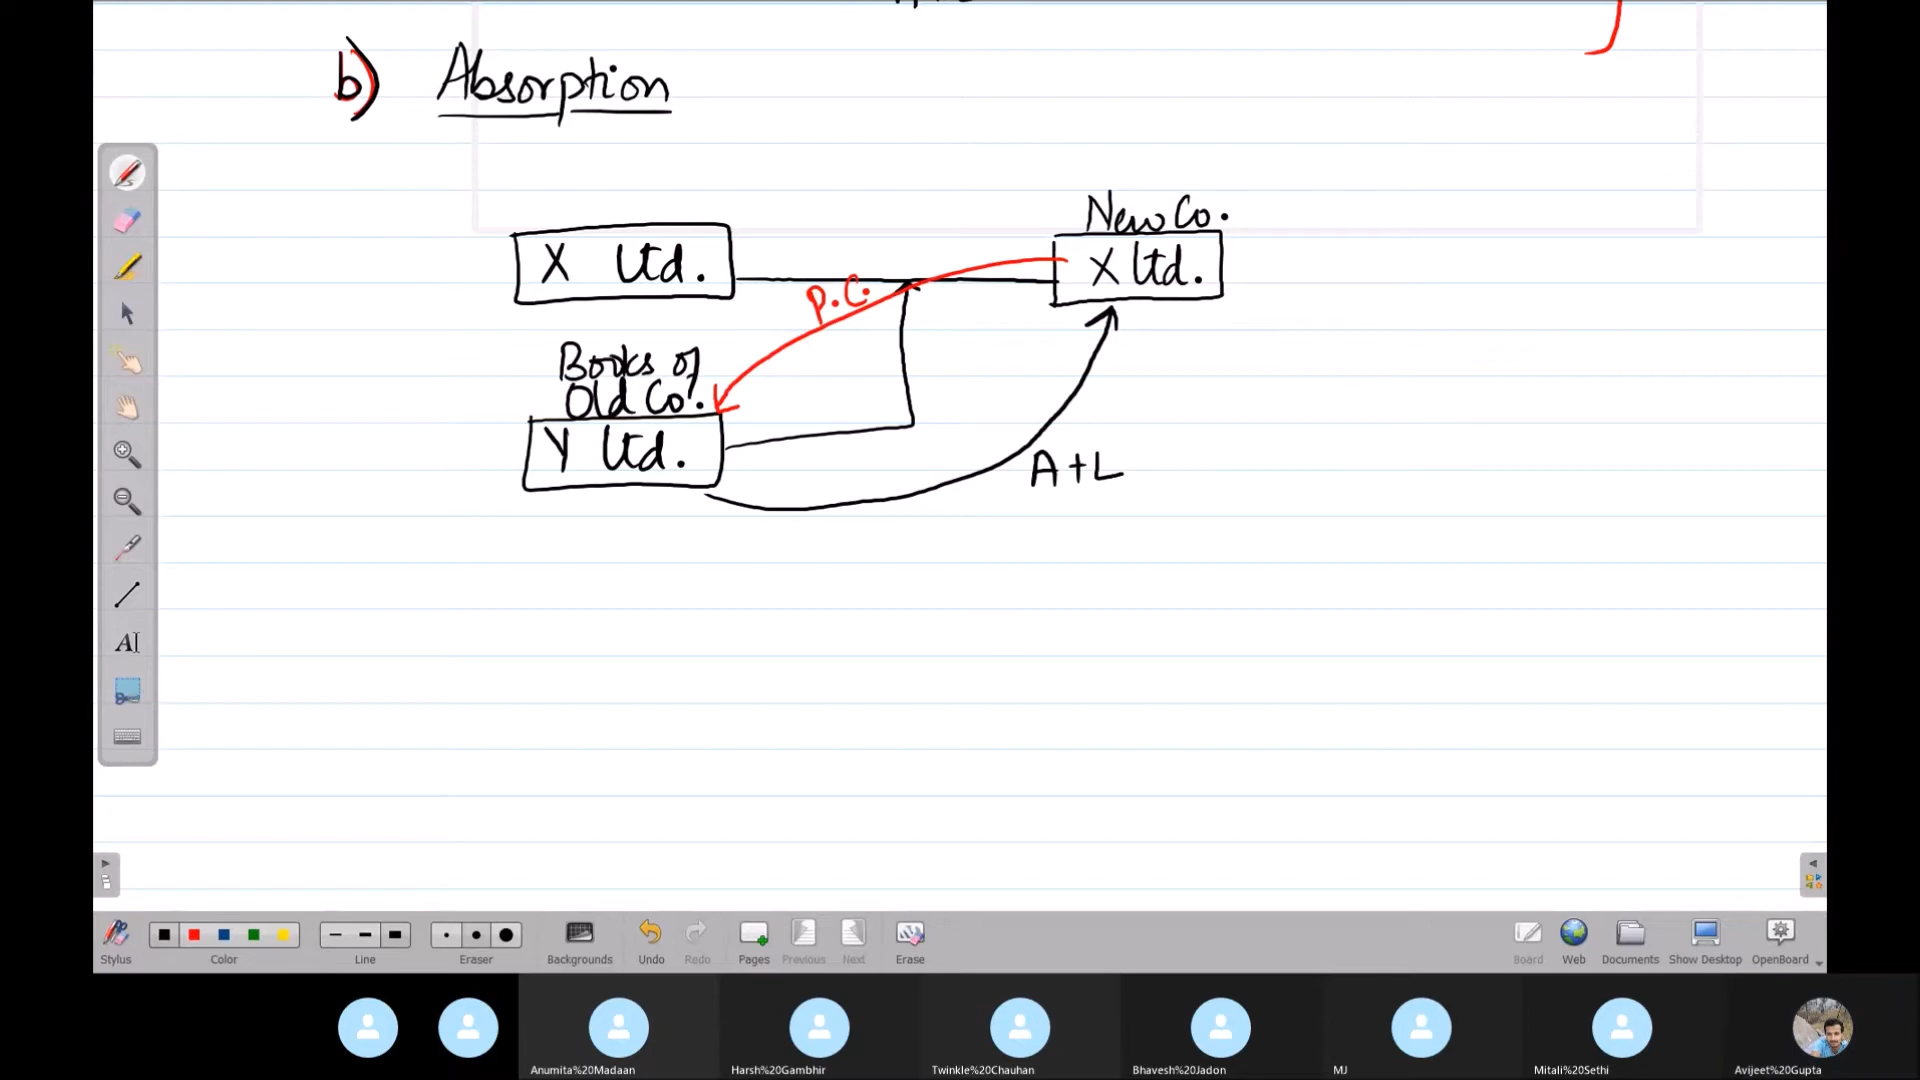 b) Absorption
New Co.
X Ltd.
X Ltd.
P.C.
Books of
Old Co.
Y Ltd.
A+L
AI
Stylus
Color
Line
Eraser
Backgrounds
Undo
Redo
Pages
Previous
Next
Erase
Board
Web
Documents
Show Desktop
OpenBoard
Anumita%20Madaan
Harsh%20Gambhir
Twinkle%20Chauhan
Bhavesh%20Jadon
MJ
Mitali%20Sethi
Avijeet%20Gupta